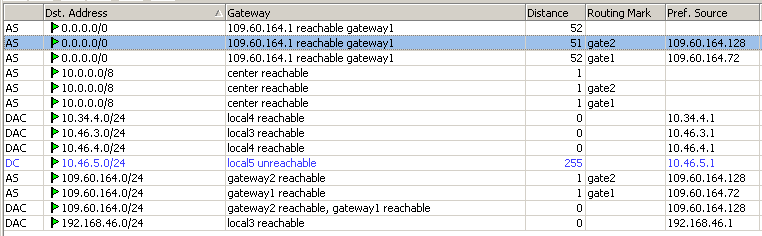 Dst. Address Gateway Distance Routing Mark Pref. Source
AS 0.0.0.0/0 109.60.164.1 reachable gateway1 52
AS 0.0.0.0/0 109.60.164.1 reachable gateway1 51 gate2 109.60.164.128
AS 0.0.0.0/0 109.60.164.1 reachable gateway1 52 gate1 109.60.164.72
AS 10.0.0.0/8 center reachable 1
AS 10.0.0.0/8 center reachable 1 gate2
AS 10.0.0.0/8 center reachable 1 gate1
DAC 10.34.4.0/24 local4 reachable 0 10.34.4.1
DAC 10.46.3.0/24 local3 reachable 0 10.46.3.1
DAC 10.46.4.0/24 local4 reachable 0 10.46.4.1
DC 10.46.5.0/24 local5 unreachable 255 10.46.5.1
AS 109.60.164.0/24 gateway2 reachable 1 gate2 109.60.164.128
AS 109.60.164.0/24 gateway1 reachable 1 gate1 109.60.164.72
DAC 109.60.164.0/24 gateway2 reachable, gateway1 reachable 0 109.60.164.128
DAC 192.168.46.0/24 local3 reachable 0 192.168.46.1